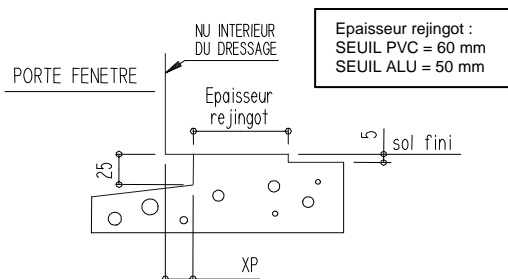 NU INTERIEUR
DU DRESSAGE
Epaisseur rejingot :
SEUIL PVC = 60 mm
SEUIL ALU = 50 mm
PORTE FENETRE
Epaisseur
rejingot
5
sol fini
25
XP